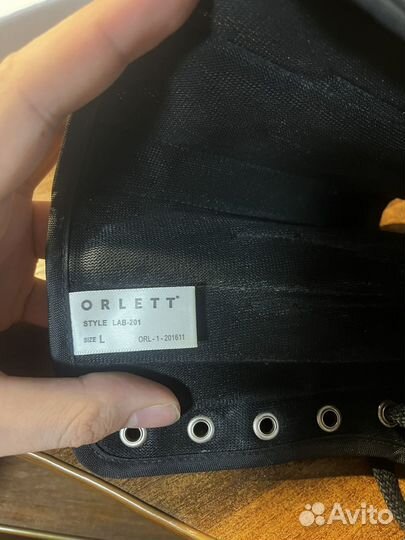 ORLETT®
STYLE LAB-201
SIZE L ORL-1-201611
Avito